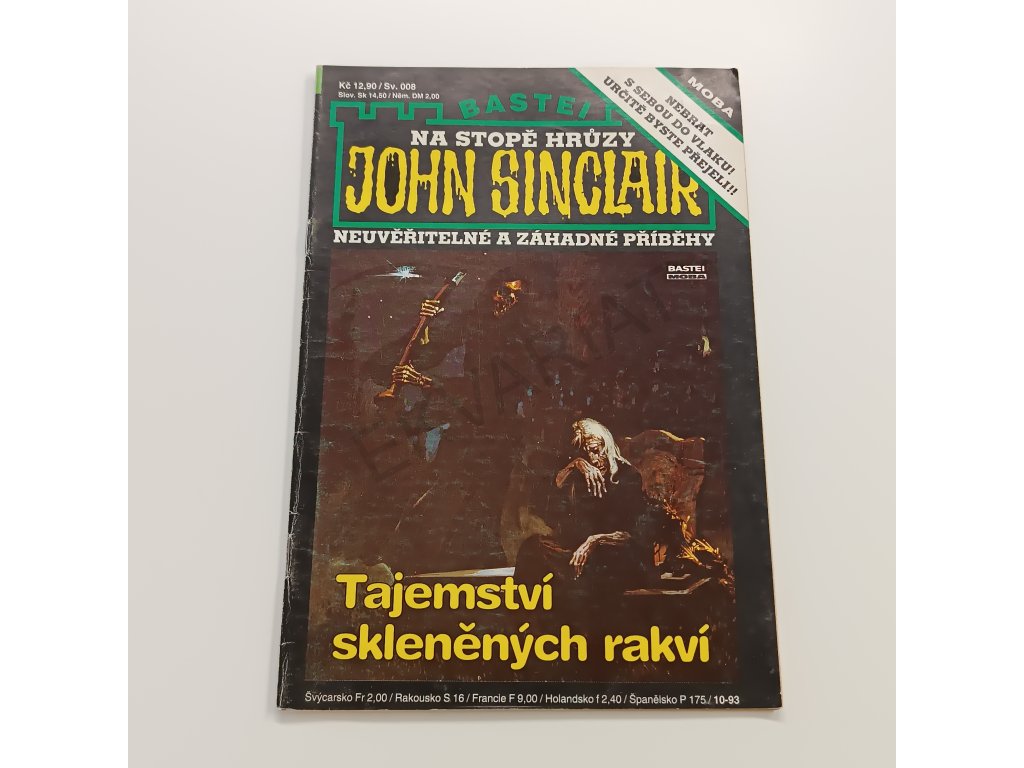 Kč 12,90 / Sv. 008
Slov. Sk 14,50 / Něm. DM 2,00
BASTEI
MOBA
NEBRAT
S SEBOU DO VLAKU!
URČITĚ BYSTE PŘEJELI!!
NA STOPĚ HRŮZY
JOHN SINCLAIR
NEUVĚŘITELNÉ A ZÁHADNÉ PŘÍBĚHY
BASTEI
MOBA
Tajemství
skleněných rakví
Švýcarsko Fr 2,00 / Rakousko S 16 / Francie F 9,00 / Holandsko f 2,40 / Španělsko P 175 / 10-93